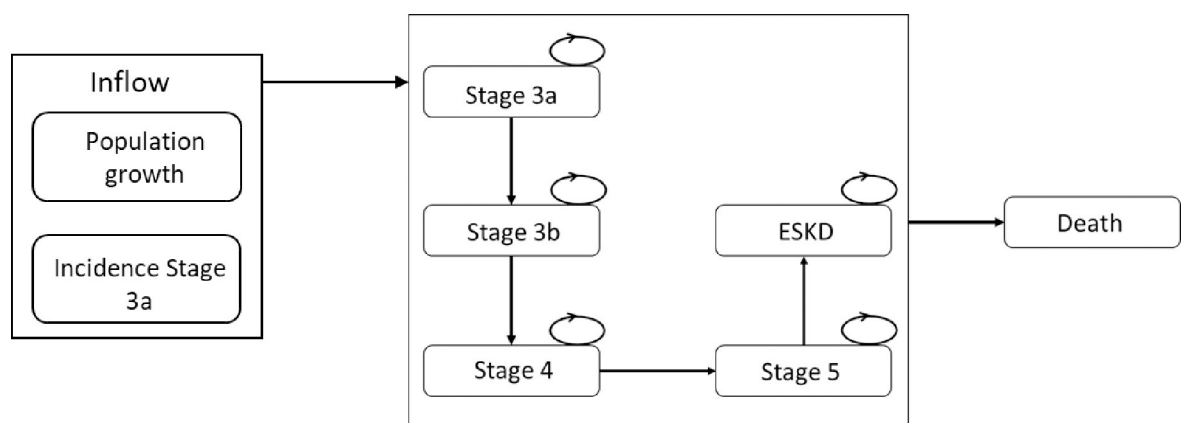 Inflow
Population
growth
Incidence Stage
3a
Stage 3a
Stage 3b
Stage 4
Stage 5
ESKD
Death